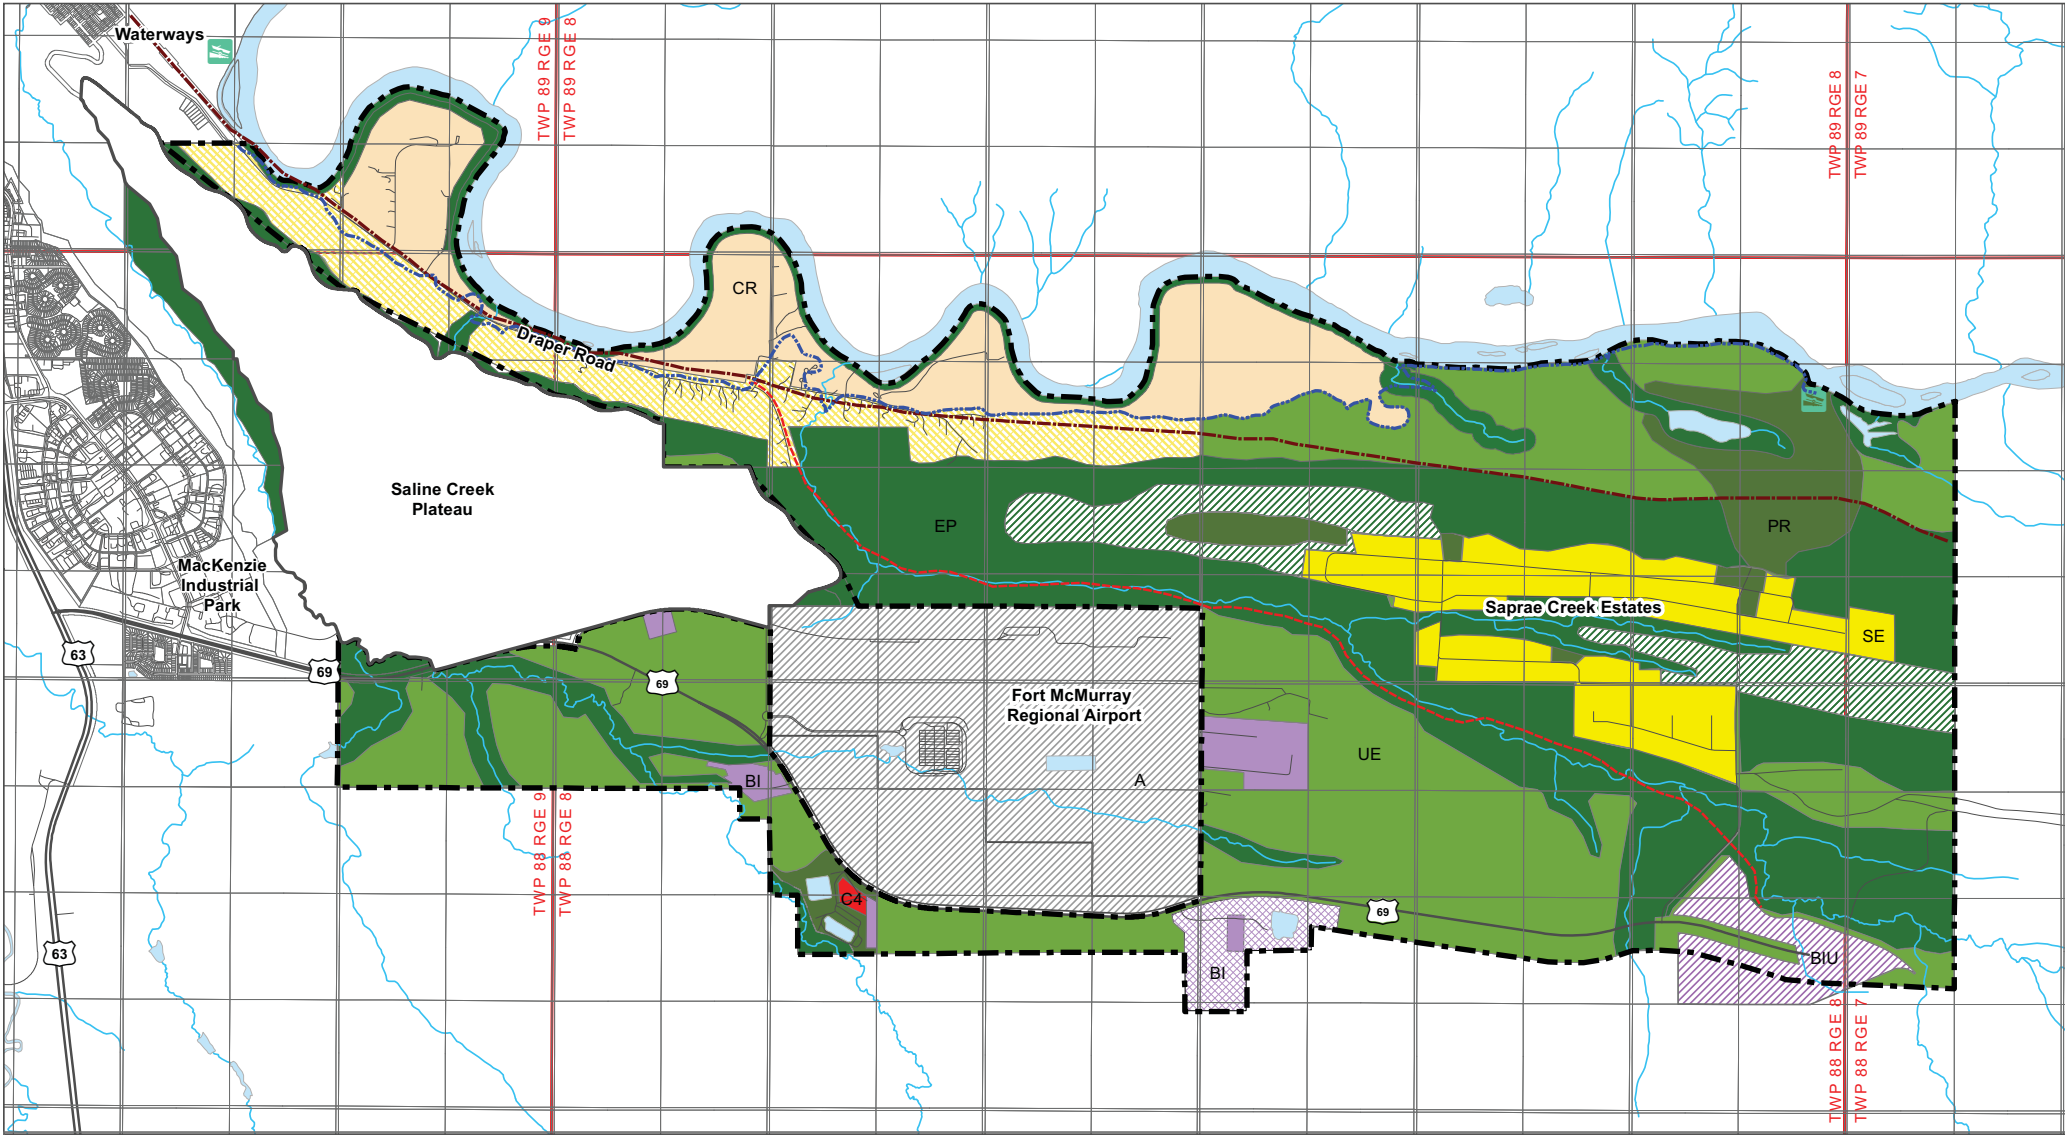 Waterways
TWP 89 RGE 9
TWP 89 RGE 8
TWP 89 RGE 8
TWP 89 RGE 7
CR
Draper Road
Saline Creek
Plateau
EP
PR
MacKenzie
Industrial
Park
Saprae Creek Estates
SE
63
69
69
Fort McMurray
Regional Airport
UE
BI
A
TWP 88 RGE 9
TWP 88 RGE 8
C4
69
63
BI
BIU
TWP 88 RGE 8
TWP 88 RGE 7